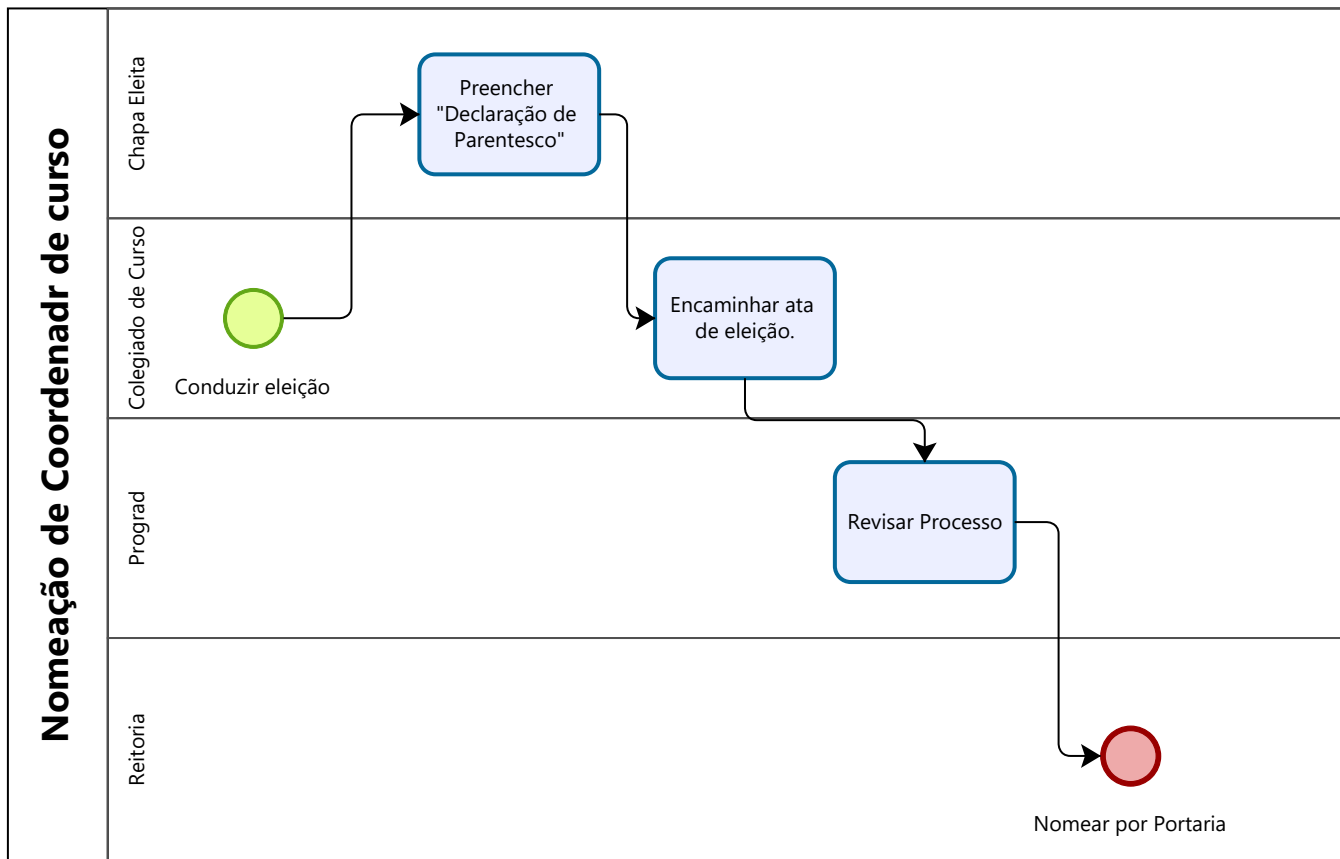 Nomeação de Coordenadr de curso
Chapa Eleita
Preencher
"Declaração de
Parentesco"
Colegiado de Curso
Conduzir eleição
Encaminhar ata
de eleição.
Prograd
Revisar Processo
Reitoria
Nomear por Portaria